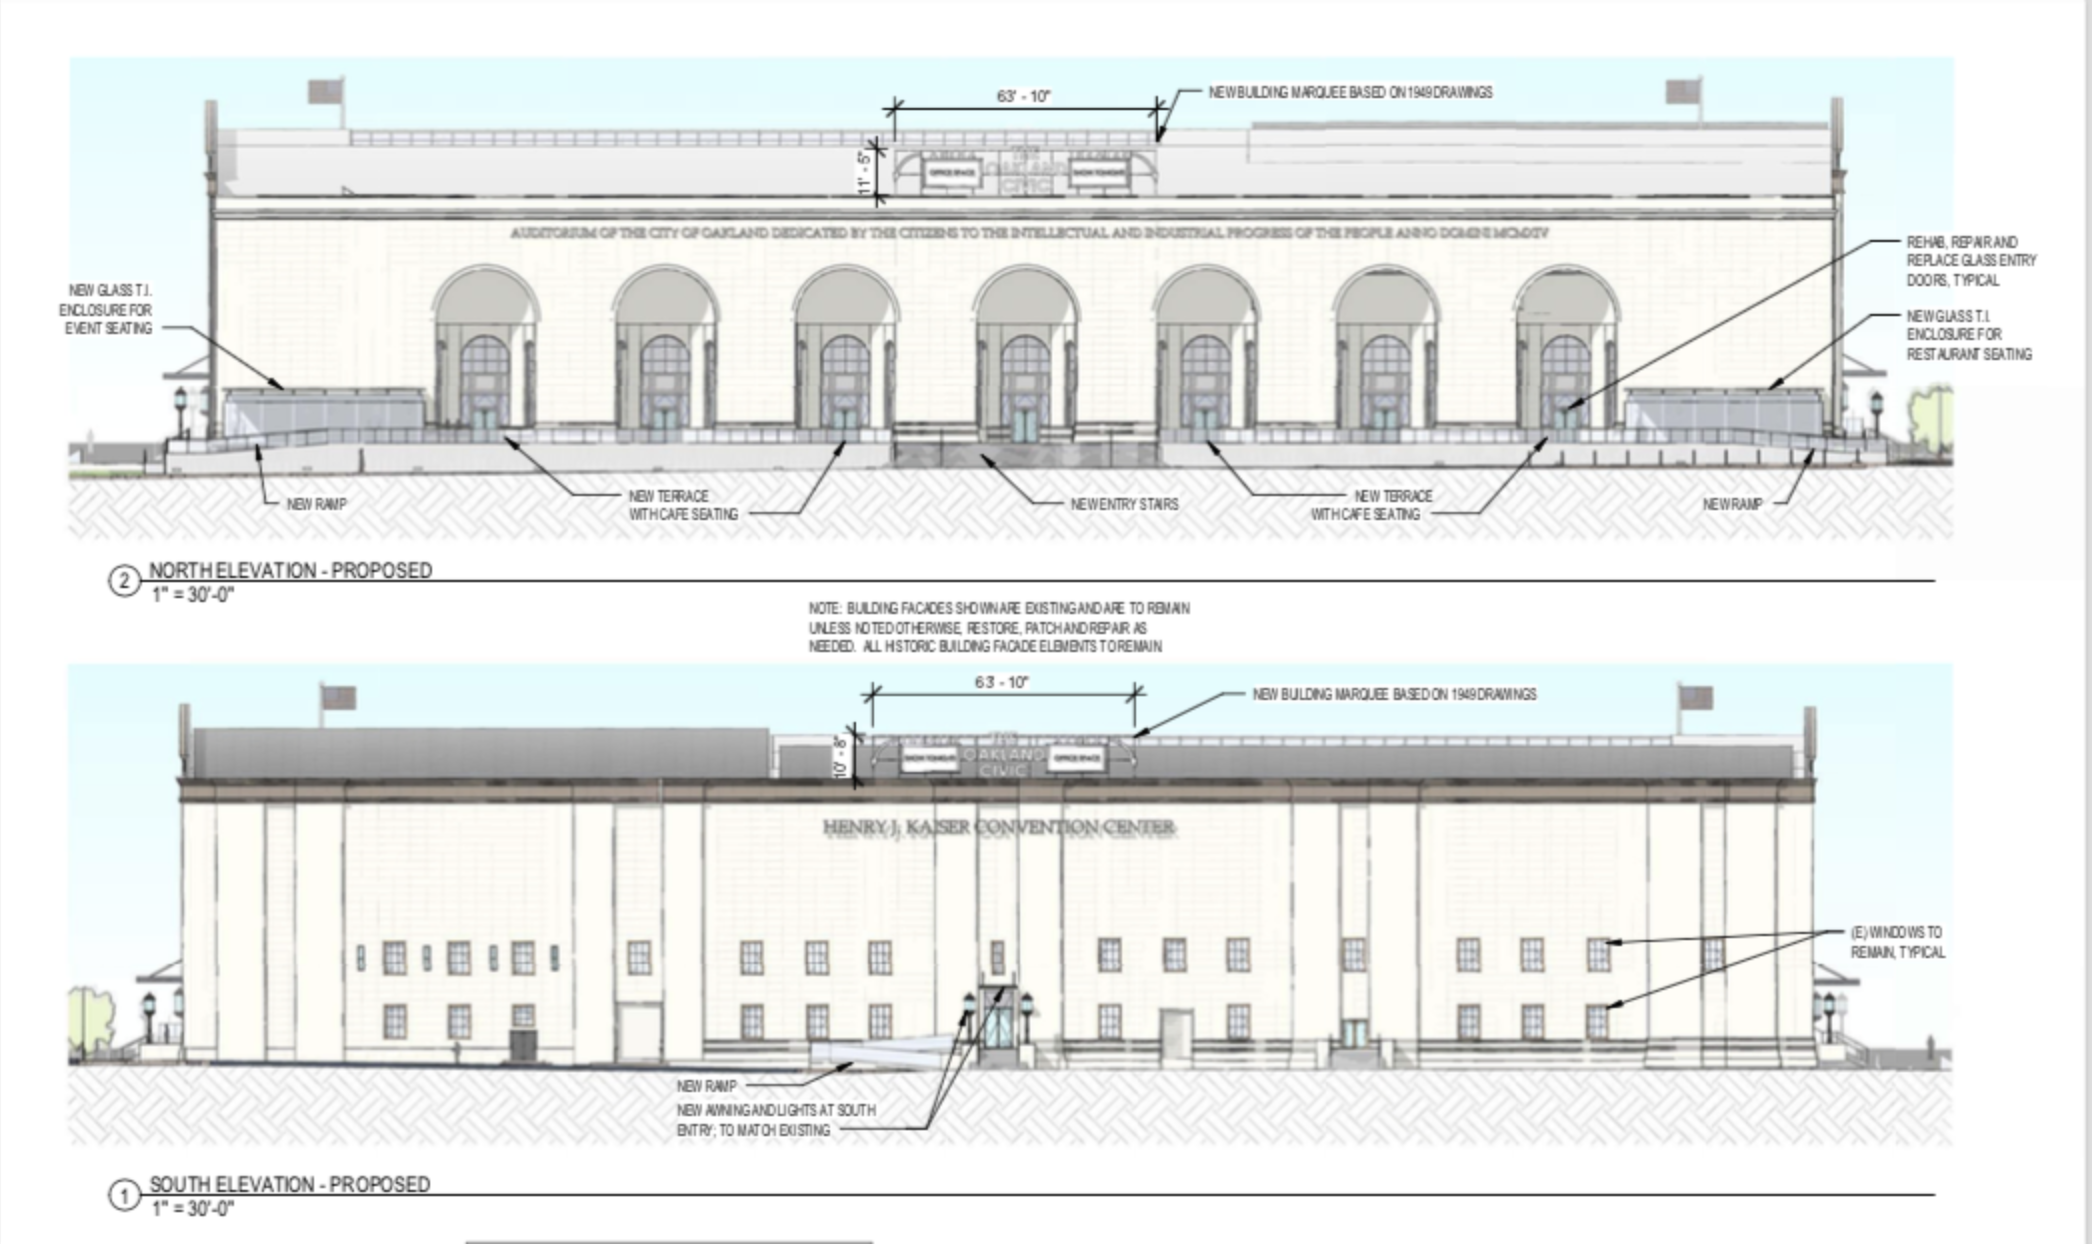 63' - 10"
NEW BUILDING MARQUEE BASED ON 1949 DRAWINGS
11' - 5"
THE
OAKLAND
CIVIC
OFFICE SPACE
SHOW TONIGHT
AUDITORIUM OF THE CITY OF OAKLAND DEDICATED BY THE CITIZENS TO THE INTELLECTUAL AND INDUSTRIAL PROGRESS OF THE PEOPLE ANNO DOMINI MCMXIV
NEW GLASS T.I.
ENCLOSURE FOR
EVENT SEATING
REHAB, REPAIR AND
REPLACE GLASS ENTRY
DOORS, TYPICAL
NEW GLASS T.I.
ENCLOSURE FOR
RESTAURANT SEATING
NEW RAMP
NEW TERRACE
WITH CAFE SEATING
NEW ENTRY STAIRS
NEW TERRACE
WITH CAFE SEATING
NEW RAMP
2 NORTH ELEVATION - PROPOSED
1" = 30'-0"
NOTE: BUILDING FACADES SHOWN ARE EXISTING AND ARE TO REMAIN
UNLESS NOTED OTHERWISE, RESTORE, PATCH AND REPAIR AS
NEEDED. ALL HISTORIC BUILDING FACADE ELEMENTS TO REMAIN
63 - 10"
NEW BUILDING MARQUEE BASED ON 1949 DRAWINGS
10' - 8"
THE
OAKLAND
CIVIC
SHOW TONIGHT
OFFICE SPACE
HENRY J. KAISER CONVENTION CENTER
(E) WINDOWS TO
REMAIN, TYPICAL
NEW RAMP
NEW AWNING AND LIGHTS AT SOUTH
ENTRY; TO MATCH EXISTING
1 SOUTH ELEVATION - PROPOSED
1" = 30'-0"